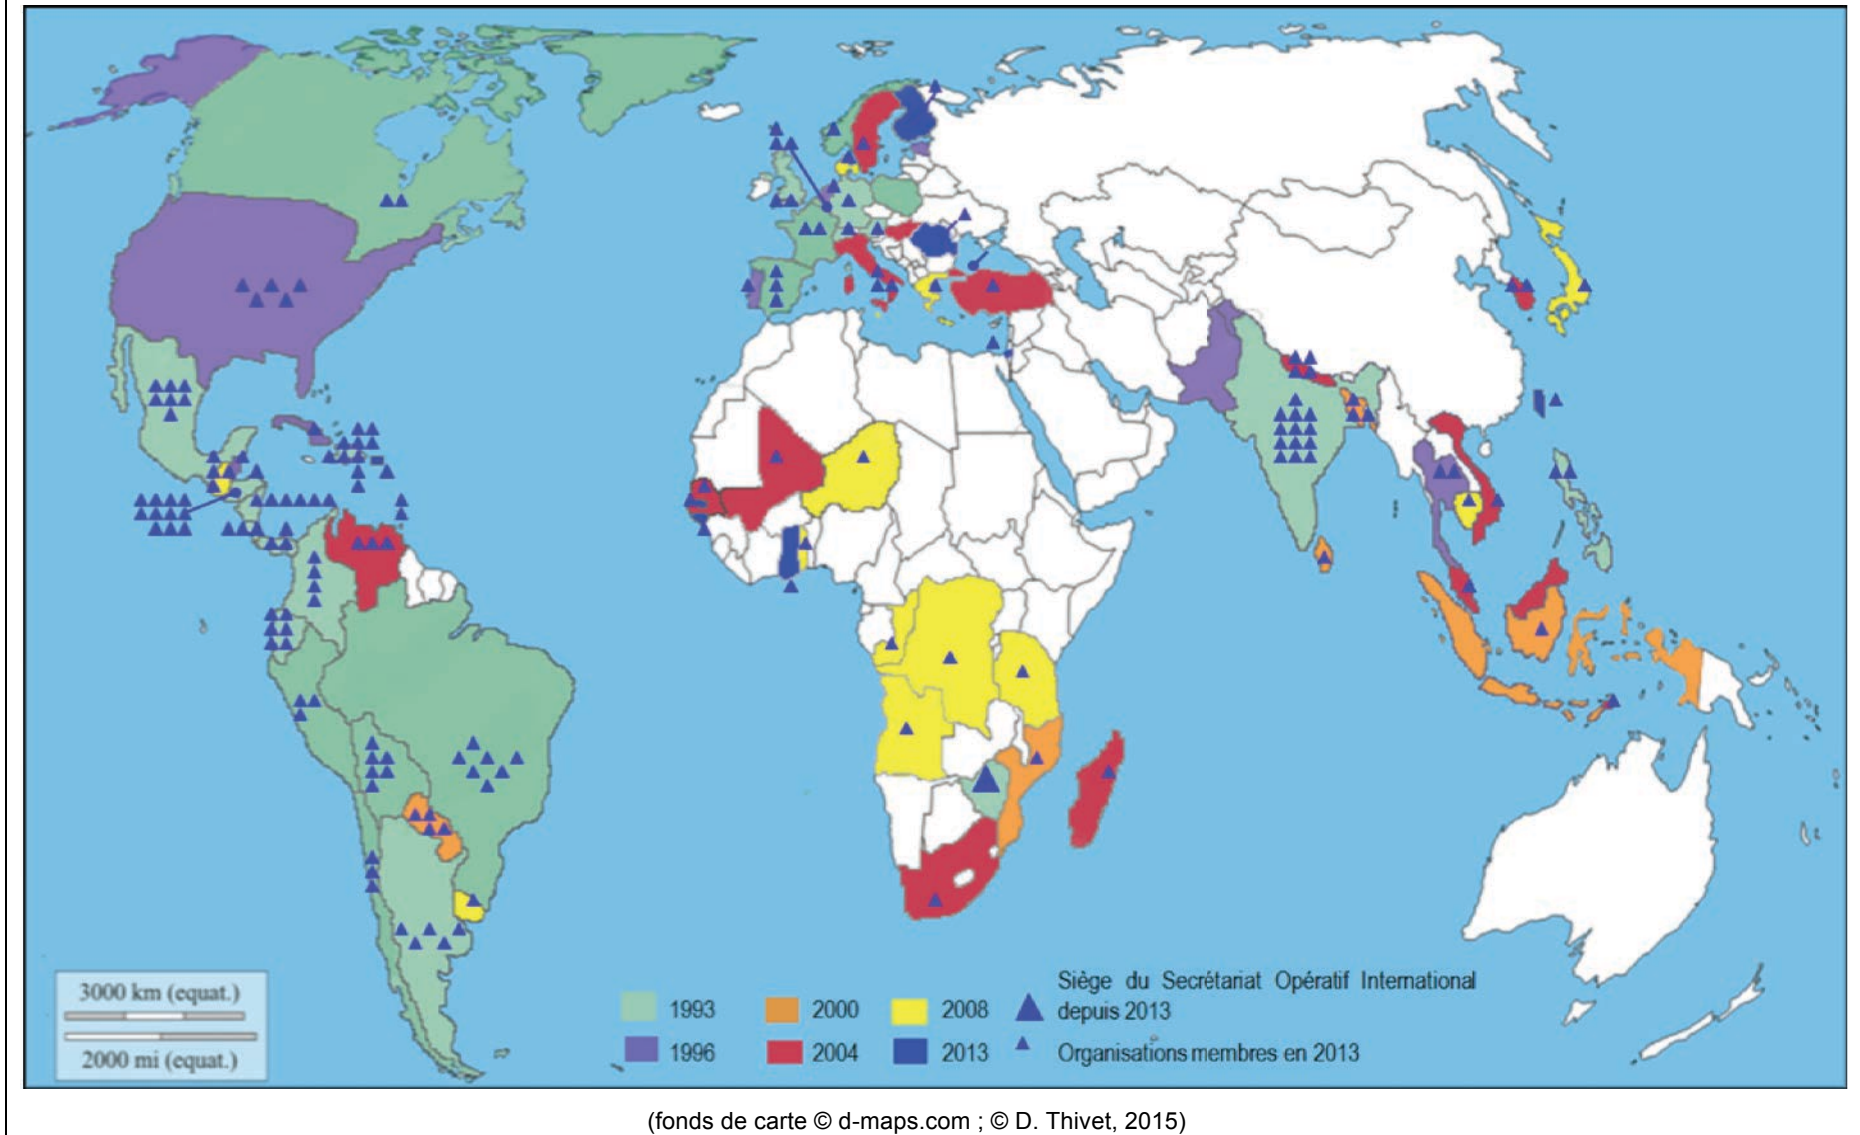 3000 km (equat.)
2000 mi (equat.)
1993
1996
2000
2004
2008
2013
Siège du Secrétariat Opératif International
depuis 2013
Organisations membres en 2013
(fonds de carte © d-maps.com ; © D. Thivet, 2015)